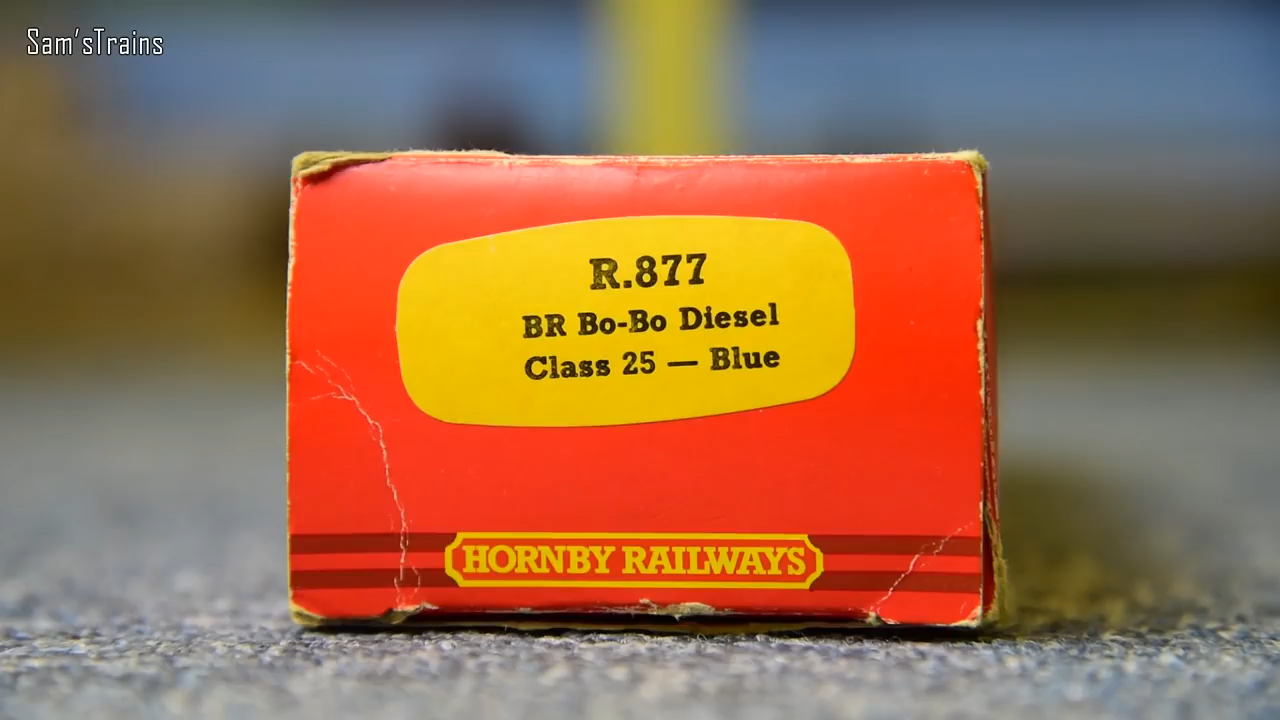 Sam'sTrains
R.877
BR Bo-Bo Diesel
Class 25 — Blue
HORNBY RAILWAYS